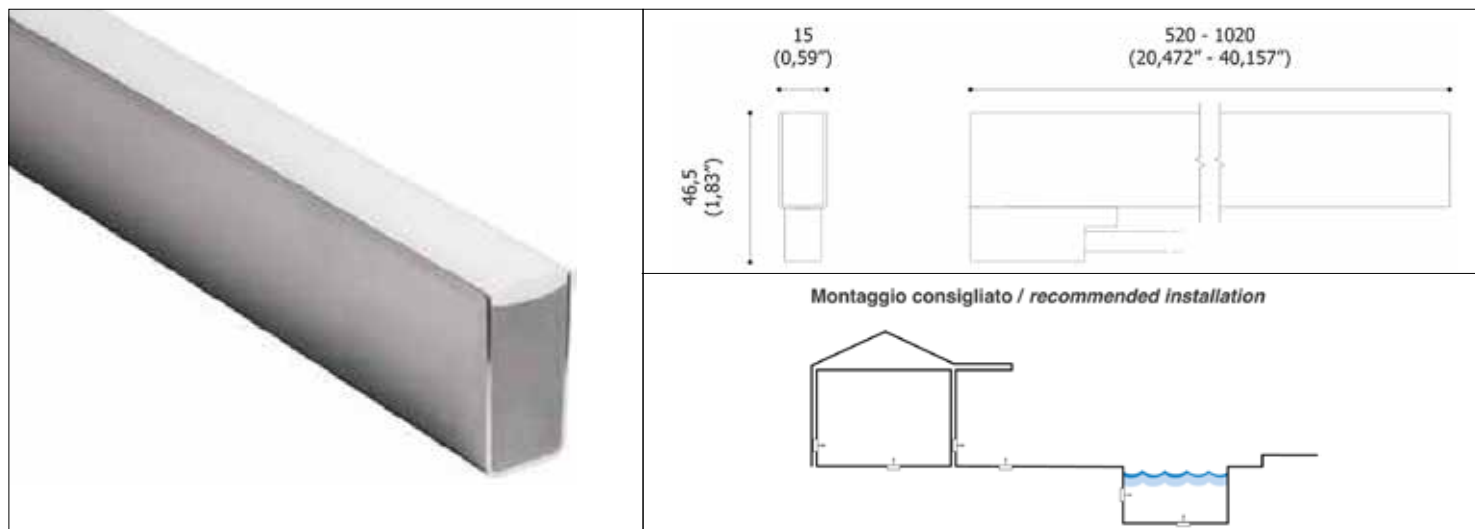 15
(0,59”)
520 - 1020
(20,472” - 40,157”)
46,5
(1,83”)
Montaggio consigliato / recommended installation